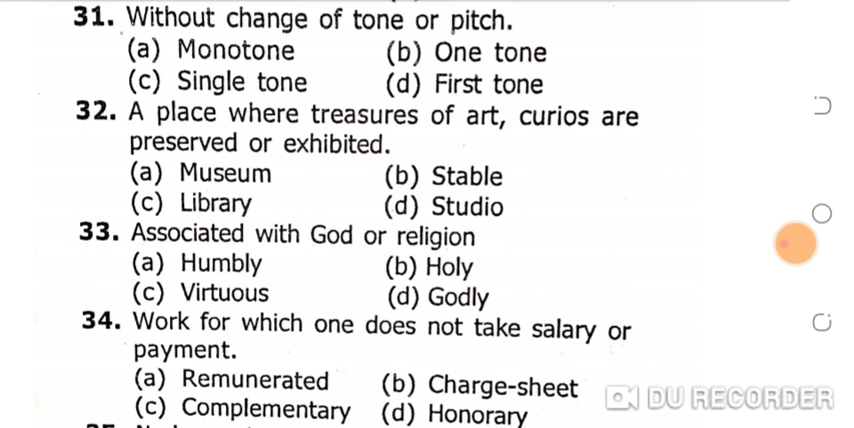 31. Without change of tone or pitch.
(a) Monotone (b) One tone
(c) Single tone (d) First tone
32. A place where treasures of art, curios are
preserved or exhibited.
(a) Museum (b) Stable
(c) Library (d) Studio
33. Associated with God or religion
(a) Humbly (b) Holy
(c) Virtuous (d) Godly
34. Work for which one does not take salary or
payment.
(a) Remunerated (b) Charge-sheet
(c) Complementary (d) Honorary
DU RECORDER